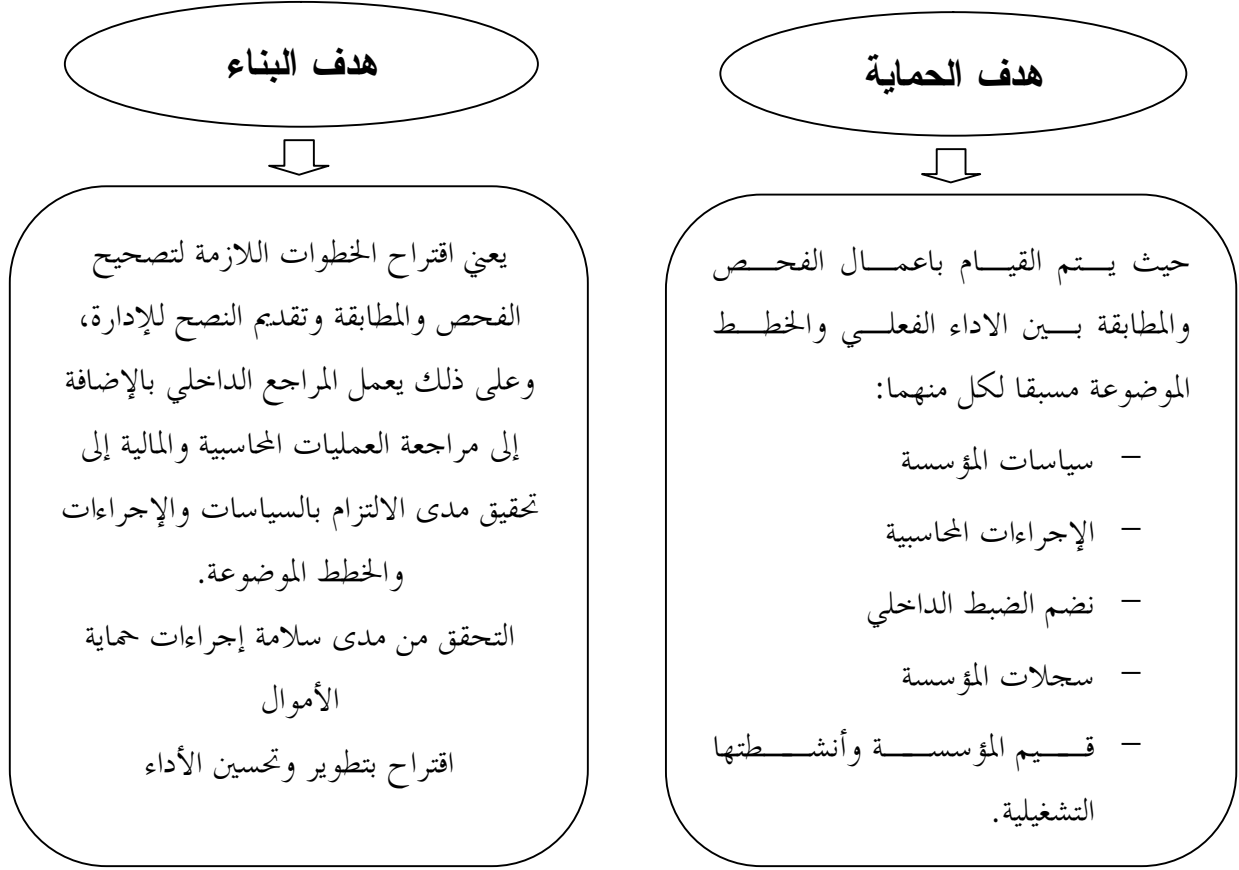 هدف الحماية
حيث يتم القيام باعمال الفحص
والمطابقة بين الاداء الفعلي والخطط
الموضوعة مسبقا لكل منهما:
– سياسات المؤسسة
– الإجراءات المحاسبية
– نضم الضبط الداخلي
– سجلات المؤسسة
– قيم المؤسسة وأنشطتها
التشغيلية.
هدف البناء
يعني اقتراح الخطوات اللازمة لتصحيح
الفحص والمطابقة وتقديم النصح للإدارة،
وعلى ذلك يعمل المراجع الداخلي بالإضافة
إلى مراجعة العمليات المحاسبية والمالية إلى
تحقيق مدى الالتزام بالسياسات والإجراءات
والخطط الموضوعة.
التحقق من مدى سلامة إجراءات حماية
الأموال
اقتراح بتطوير وتحسين الأداء